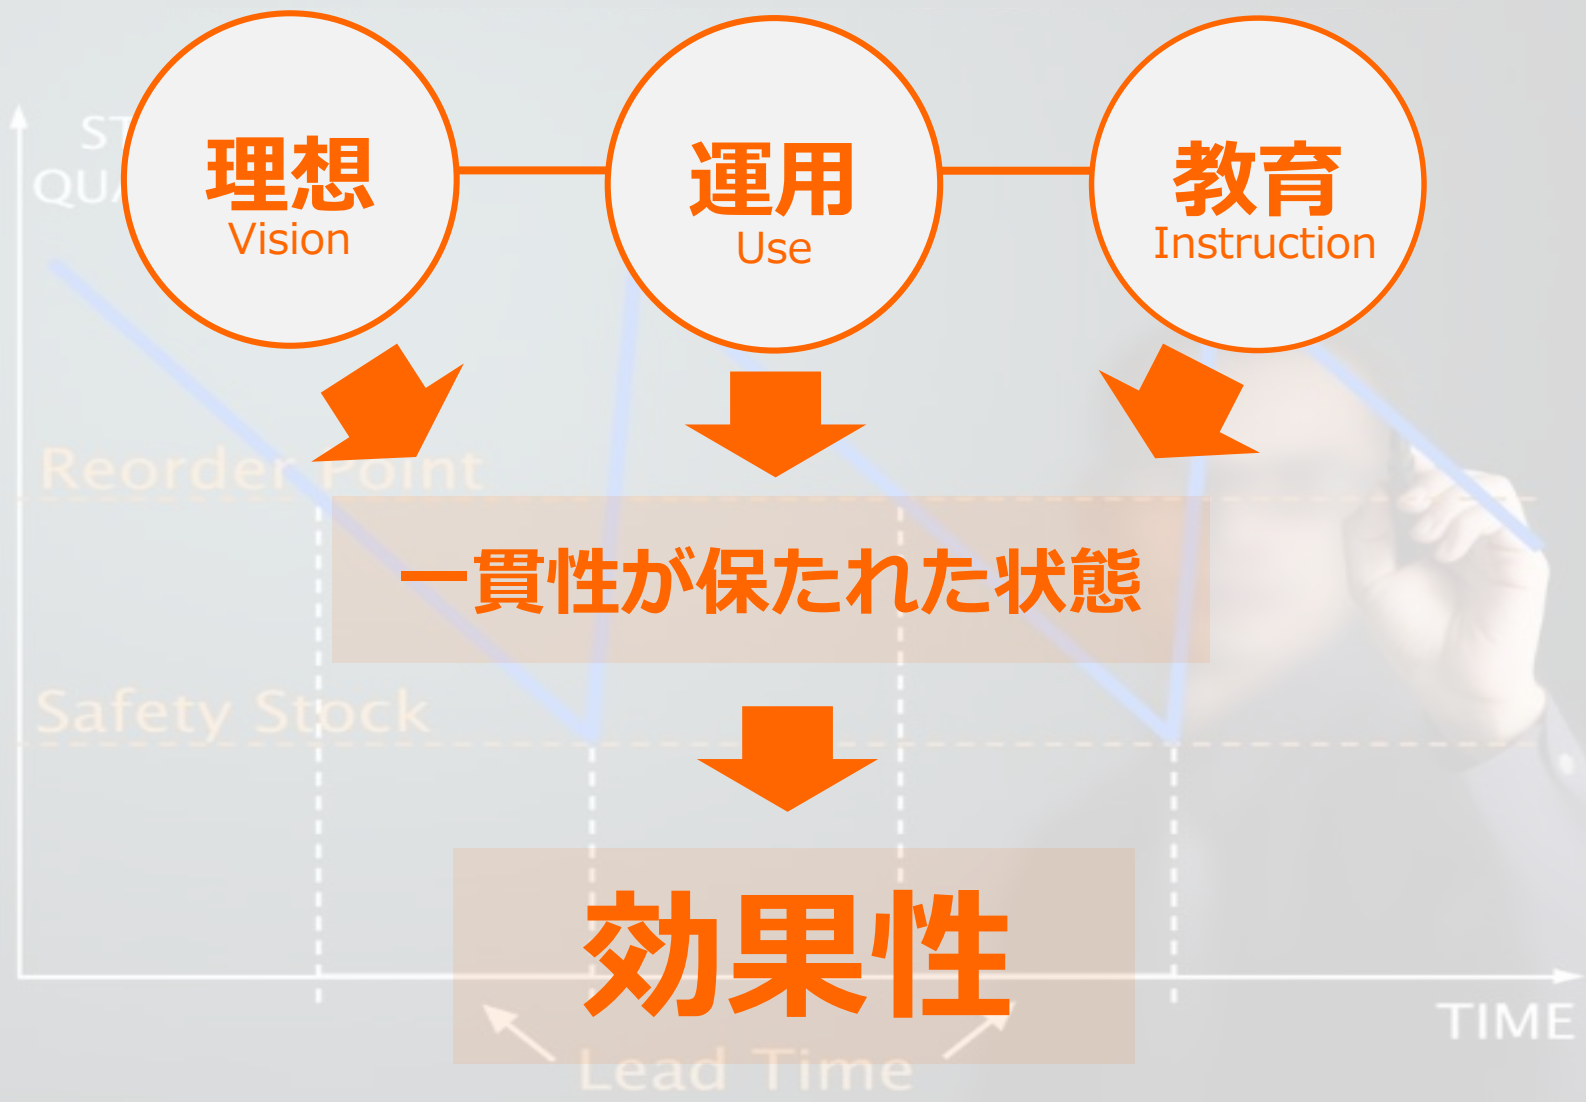 理想
Vision
運用
Use
教育
Instruction
Reorder Point
一貫性が保たれた状態
Safety Stock
効果性
TIME
Lead Time